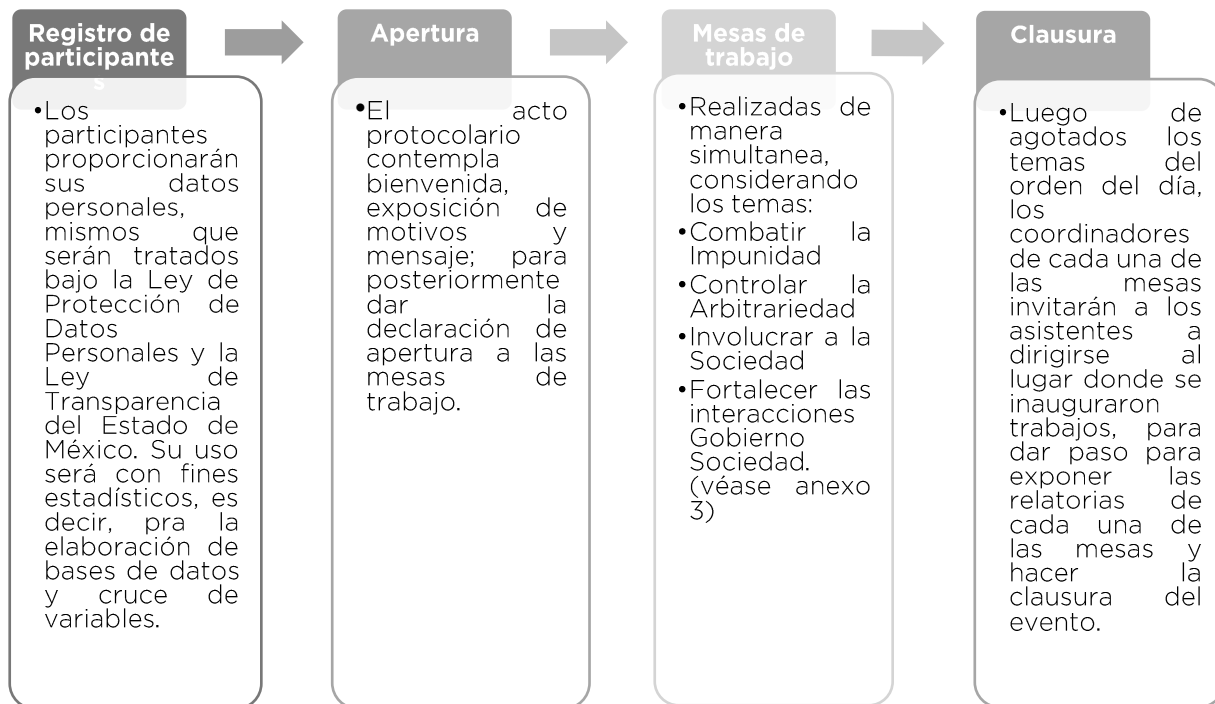 Registro de
participante
s
•Los
participantes
proporcionarán
sus datos
personales,
mismos que
serán tratados
bajo la Ley de
Protección de
Datos
Personales y la
Ley de
Transparencia
del Estado de
México. Su uso
será con fines
estadísticos, es
decir, pra la
elaboración de
bases de datos
y cruce de
variables.
Apertura
•El acto
protocolario
contempla
bienvenida,
exposición de
motivos y
mensaje; para
posteriormente
dar la
declaración de
apertura a las
mesas de
trabajo.
Mesas de
trabajo
•Realizadas de
manera
simultanea,
considerando
los temas:
•Combatir la
Impunidad
•Controlar la
Arbitrariedad
•Involucrar a la
Sociedad
•Fortalecer las
interacciones
Gobierno
Sociedad.
(véase anexo
3)
Clausura
•Luego de
agotados los
temas del
orden del día,
los
coordinadores
de cada una de
las mesas
invitarán a los
asistentes a
dirigirse al
lugar donde se
inauguraron
trabajos, para
dar paso para
exponer las
relatorias de
cada una de
las mesas y
hacer la
clausura del
evento.